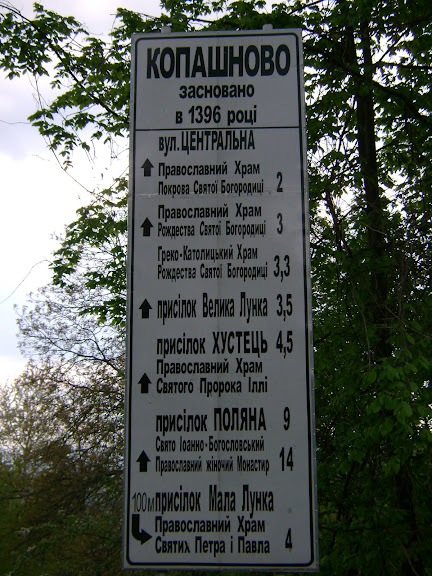 КОПАШНОВО
засновано
в 1396 році
вул.ЦЕНТРАЛЬНА
Православний Храм
Покрова Святої Богородиці 2
Православний Храм
Рождества Святої Богородиці 3
Греко-Католицький Храм
Рождества Святої Богородиці 3,3
присілок Велика Лунка 3,5
присілок ХУСТЕЦЬ 4,5
Православний Храм
Святого Пророка Іллі
присілок ПОЛЯНА 9
Свято Іоанно-Богословський
Православний жіночий Монастир 14
100м присілок Мала Лунка
Православний Храм
Святих Петра і Павла 4